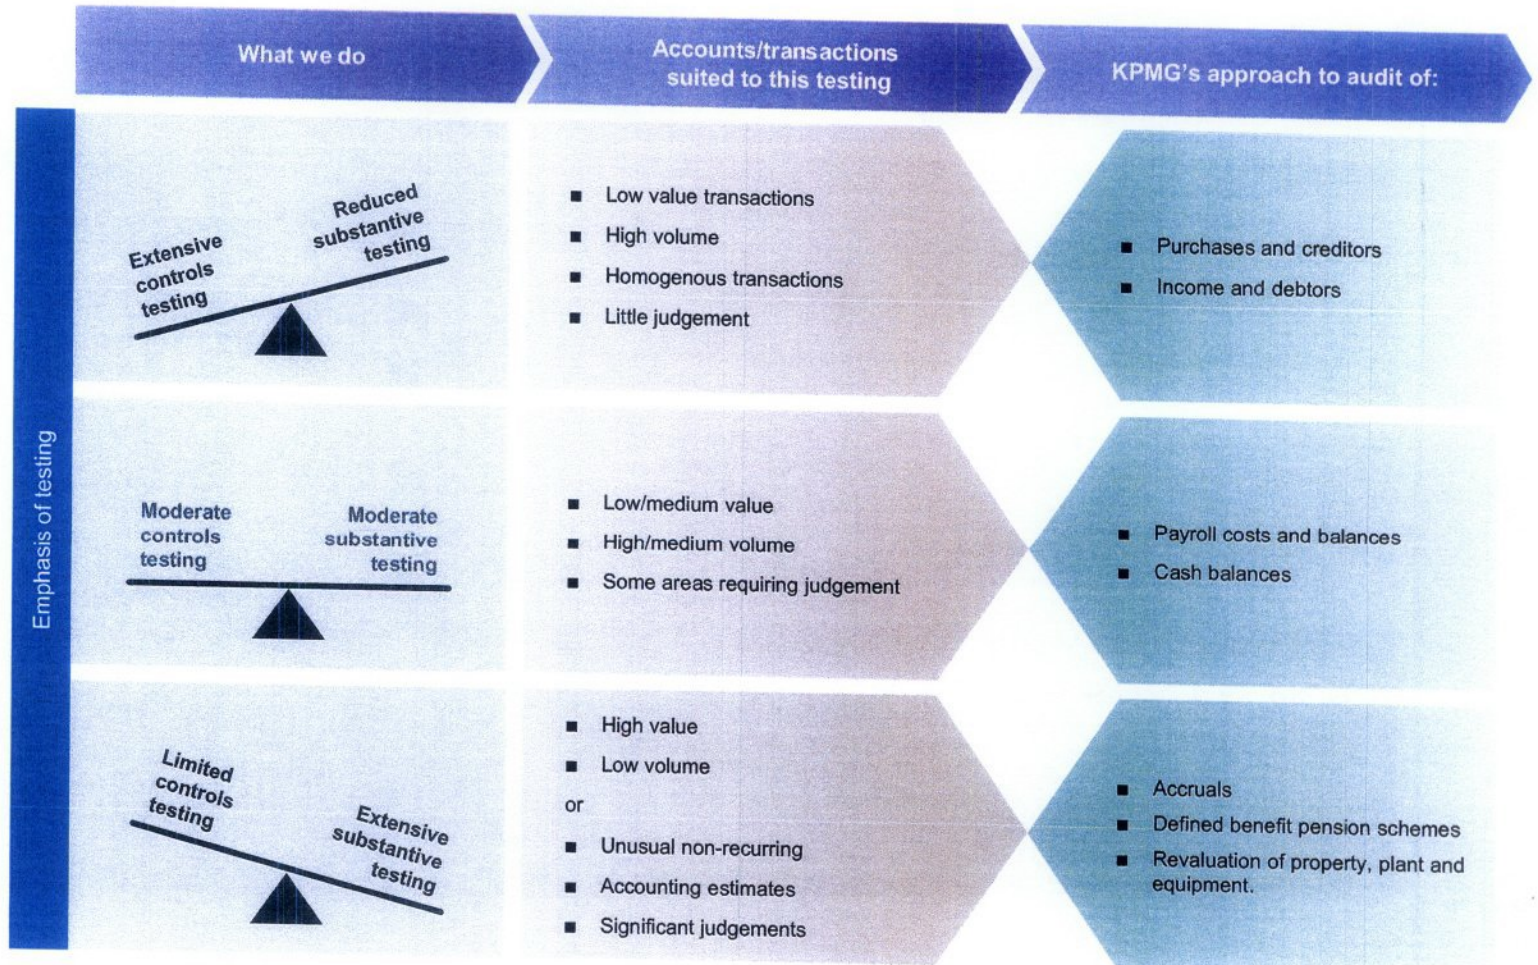 What we do
Accounts/transactions
suited to this testing
KPMG's approach to audit of:
Emphasis of testing
Extensive
controls
testing
Reduced
substantive
testing
■ Low value transactions
■ High volume
■ Homogenous transactions
■ Little judgement
■ Purchases and creditors
■ Income and debtors
Moderate
controls
testing
Moderate
substantive
testing
■ Low/medium value
■ High/medium volume
■ Some areas requiring judgement
■ Payroll costs and balances
■ Cash balances
Limited
controls
testing
Extensive
substantive
testing
■ High value
■ Low volume
or
■ Unusual non-recurring
■ Accounting estimates
■ Significant judgements
■ Accruals
■ Defined benefit pension schemes
■ Revaluation of property, plant and
equipment.